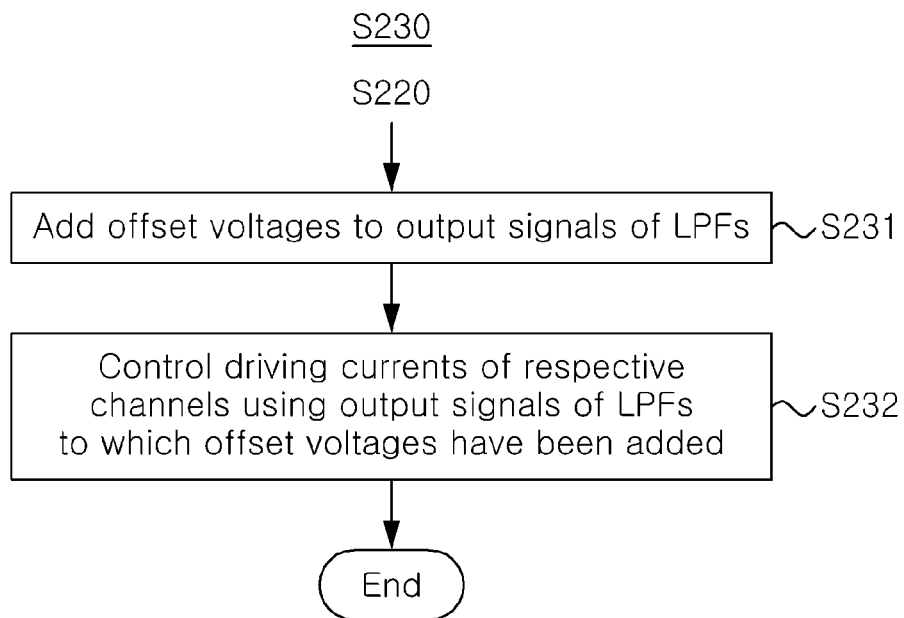 S230
S220
Add offset voltages to output signals of LPFs
S231
Control driving currents of respective
channels using output signals of LPFs
to which offset voltages have been added
S232
End